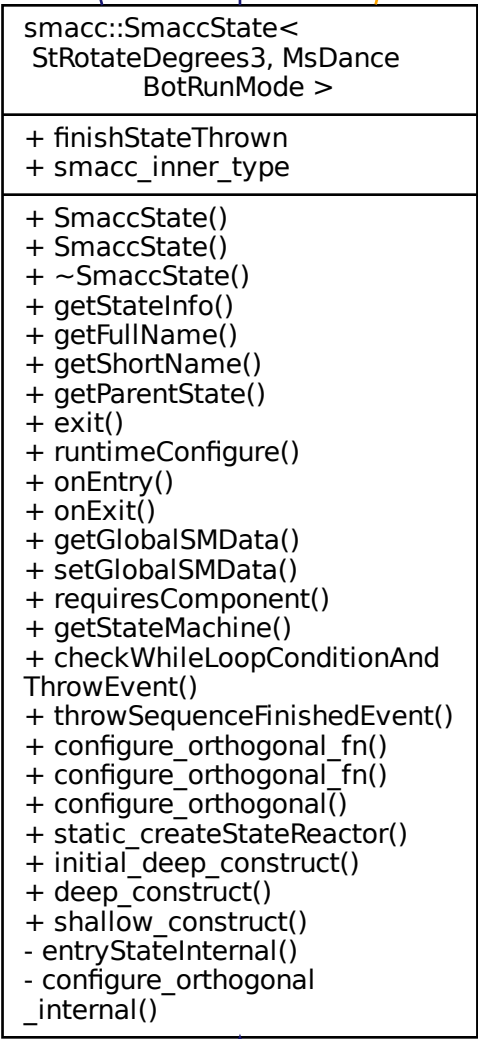 smacc::SmaccState<
StRotateDegrees3, MsDance
BotRunMode >
+ finishStateThrown
+ smacc_inner_type
+ SmaccState()
+ SmaccState()
+ ~SmaccState()
+ getStateInfo()
+ getFullName()
+ getShortName()
+ getParentState()
+ exit()
+ runtimeConfigure()
+ onEntry()
+ onExit()
+ getGlobalSMData()
+ setGlobalSMData()
+ requiresComponent()
+ getStateMachine()
+ checkWhileLoopConditionAnd
ThrowEvent()
+ throwSequenceFinishedEvent()
+ configure_orthogonal_fn()
+ configure_orthogonal_fn()
+ configure_orthogonal()
+ static_createStateReactor()
+ initial_deep_construct()
+ deep_construct()
+ shallow_construct()
- entryStateInternal()
- configure_orthogonal
_internal()